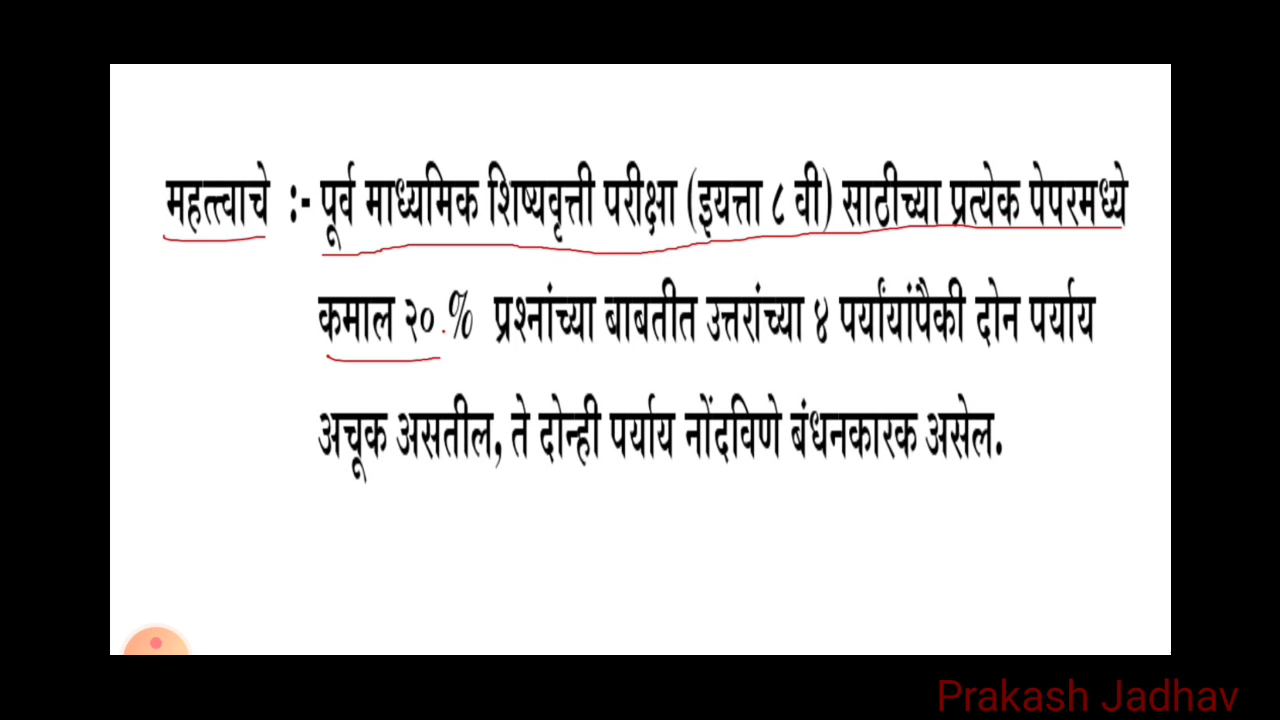 महत्त्वाचे :- पूर्व माध्यमिक शिष्यवृत्ती परीक्षा (इयत्ता ८ वी) साठीच्या प्रत्येक पेपरमध्ये
कमाल २० % प्रश्नांच्या बाबतीत उत्तरांच्या ४ पर्यायांपैकी दोन पर्याय
अचूक असतील, ते दोन्ही पर्याय नोंदविणे बंधनकारक असेल.
Prakash Jadhav